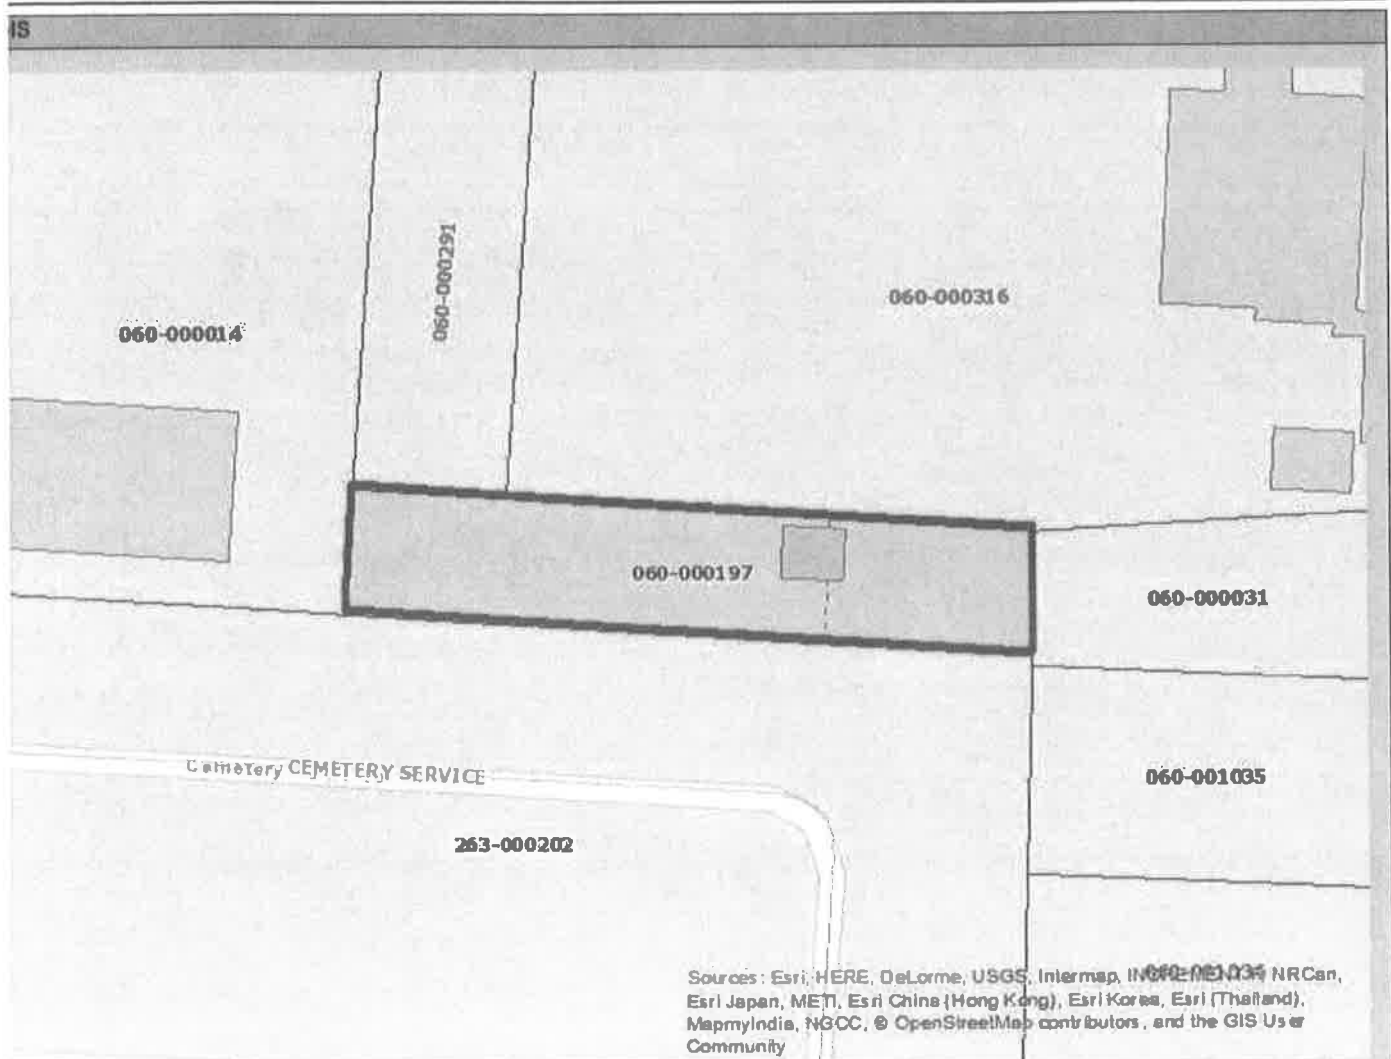 IS
060-000291
060-000316
060-000014
060-000197
060-000031
060-001035
Cemetery CEMETERY SERVICE
263-000202
Sources: Esri, HERE, DeLorme, USGS, Intermap, NRCan,
Esri Japan, METI, Esri China (Hong Kong), Esri Korea, Esri (Thailand),
MapmyIndia, NGCC, © OpenStreetMap contributors, and the GIS User
Community